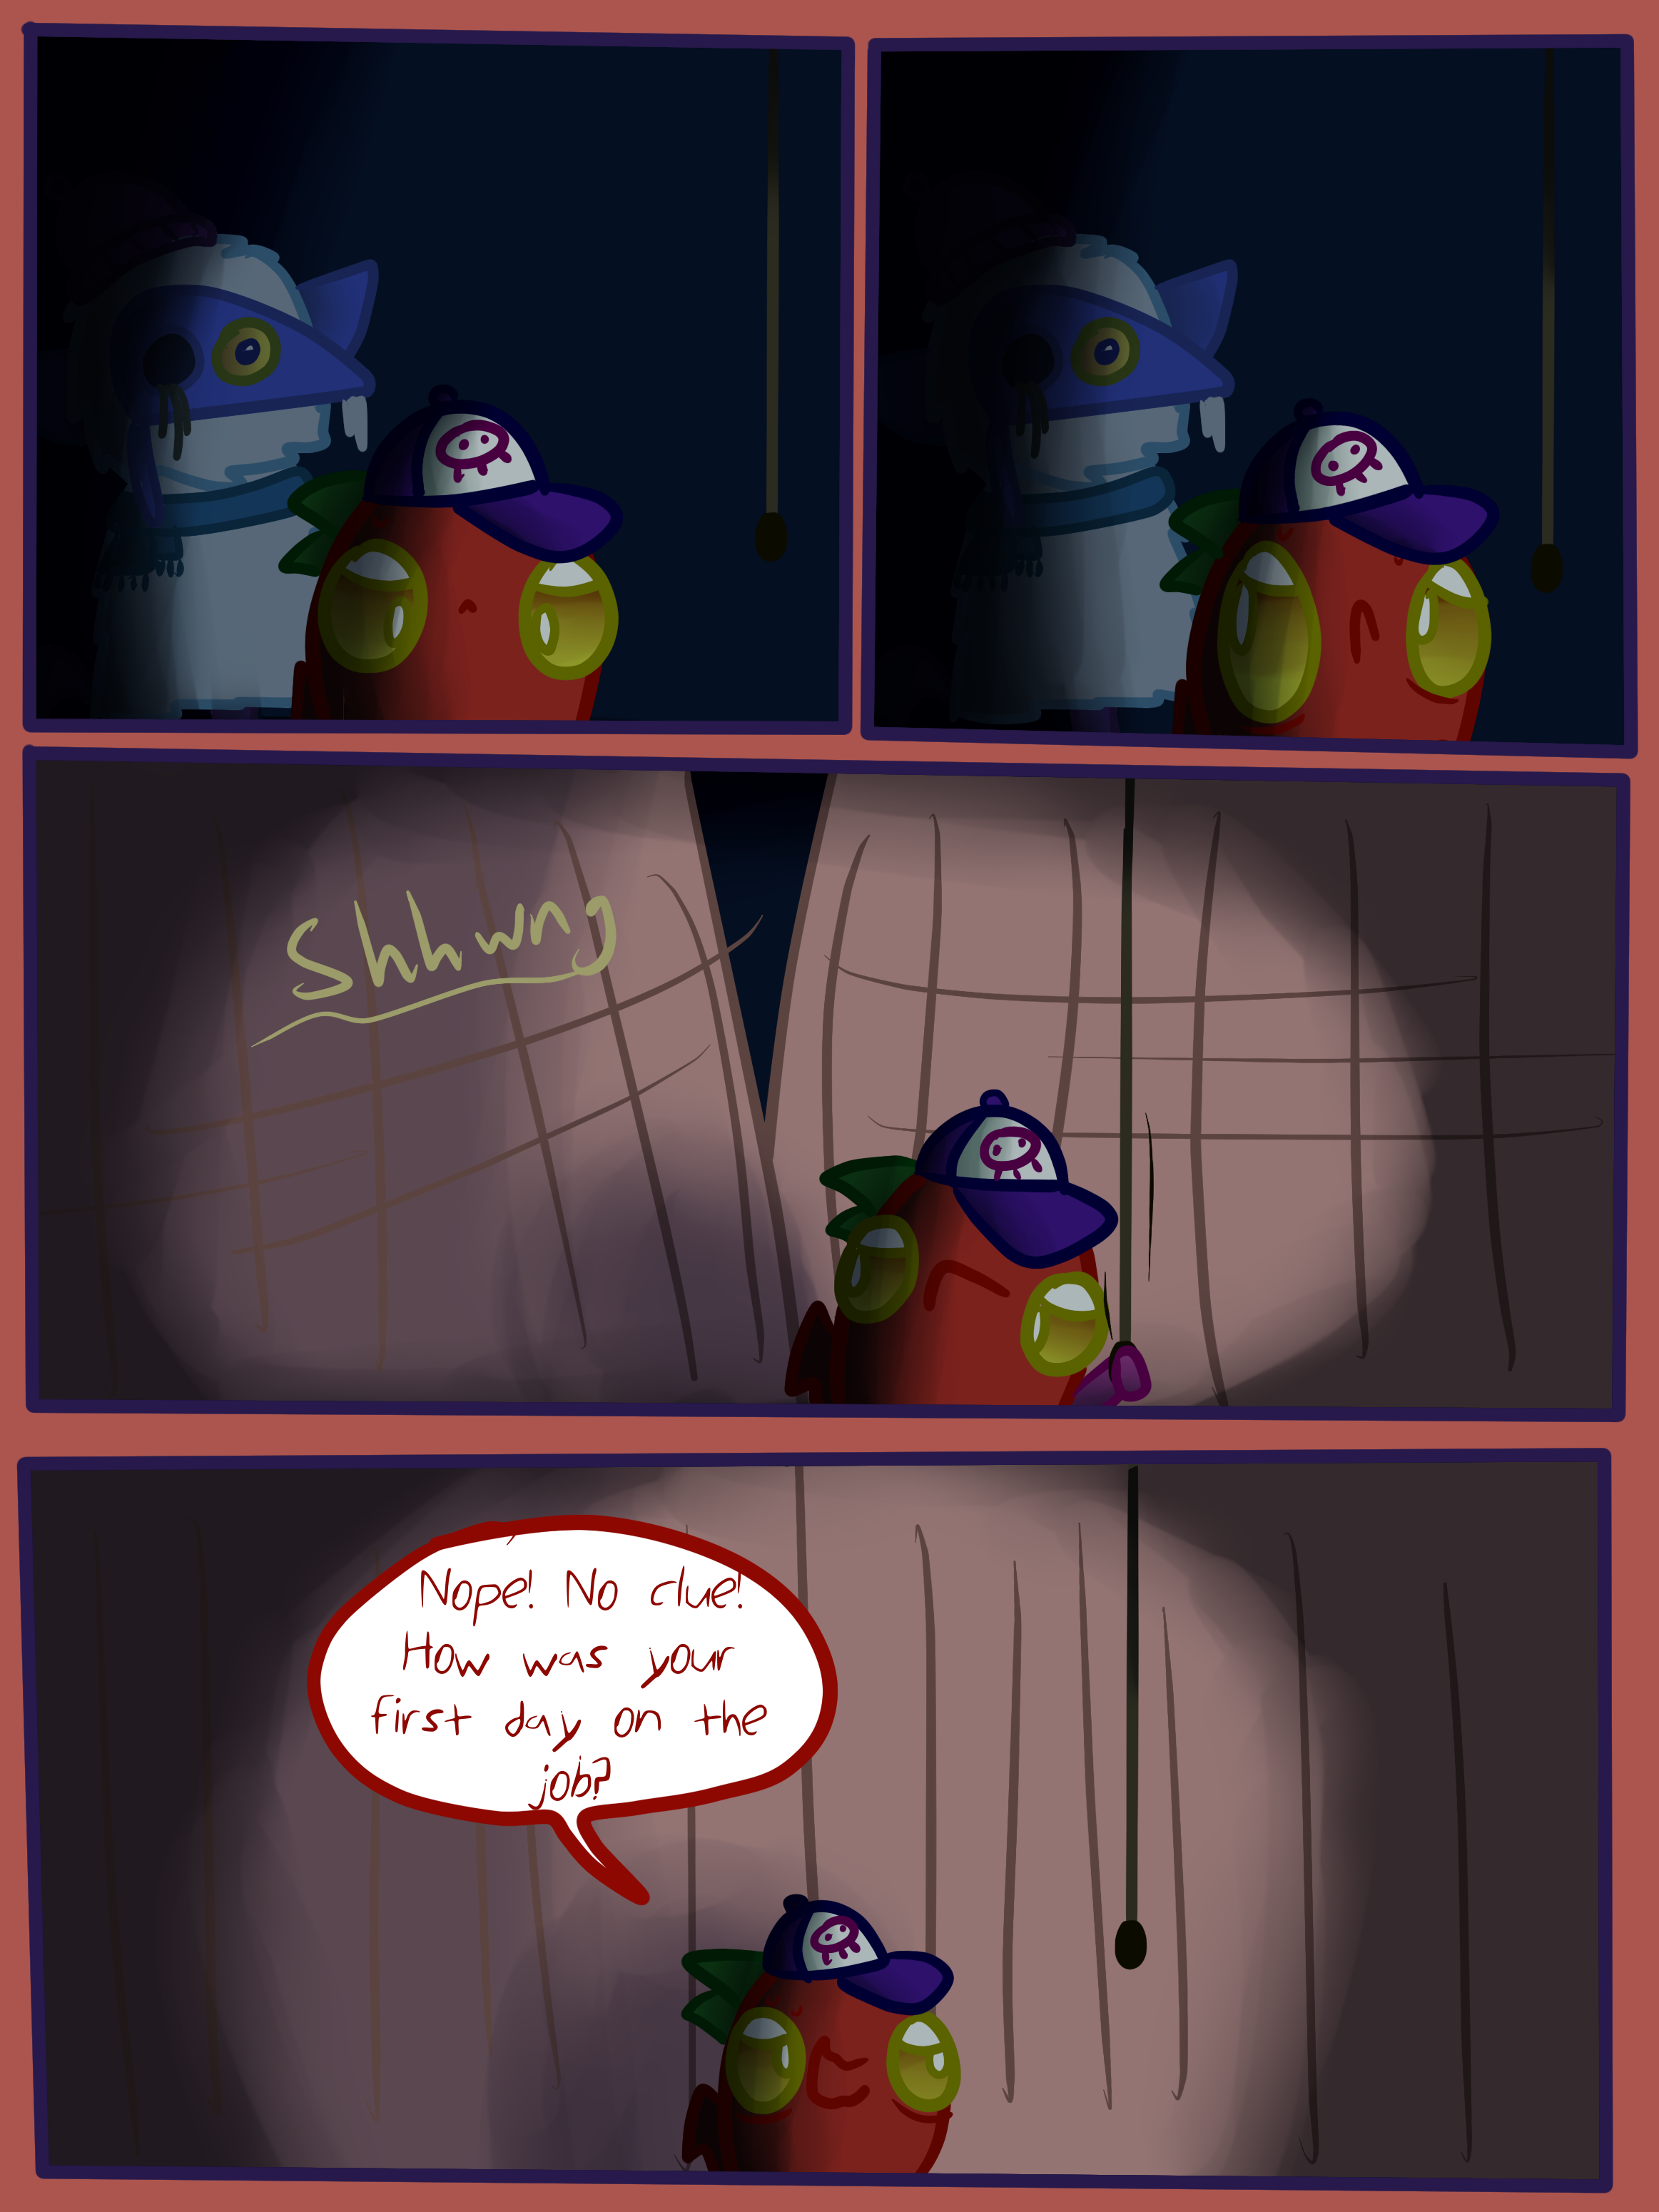 Shhwng
Nope! No clue!
How was your
first day on the
job?